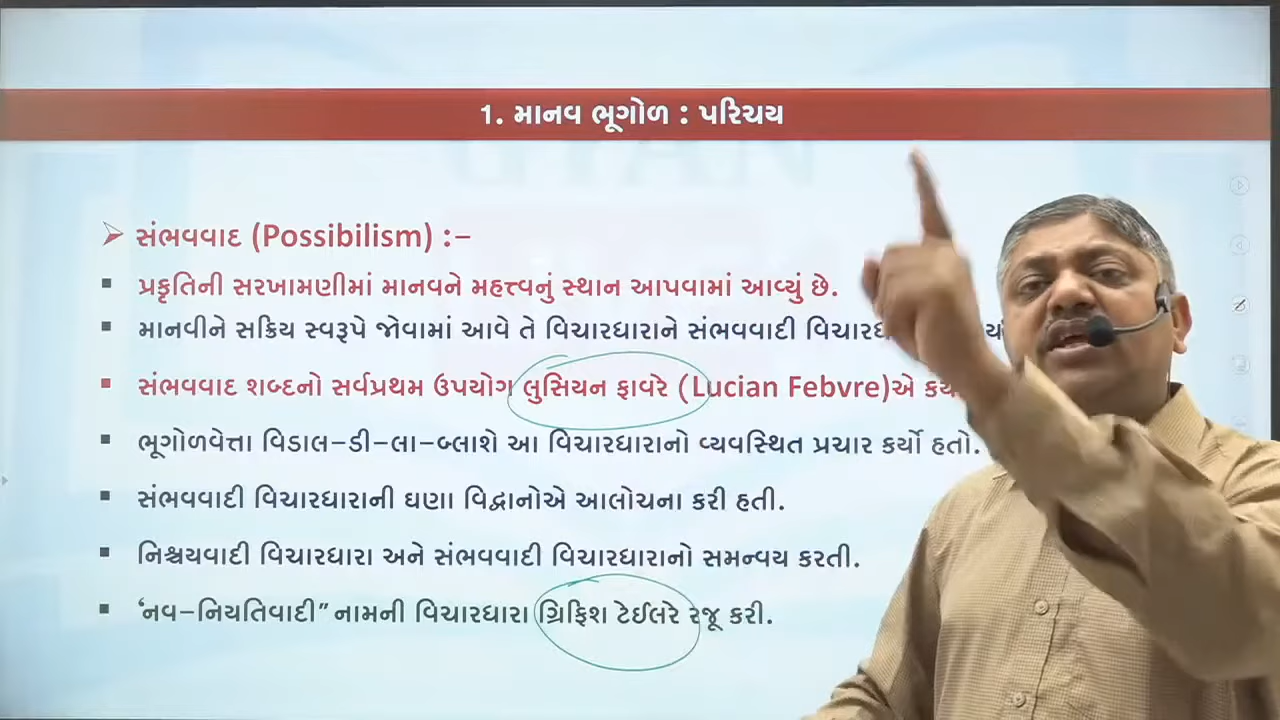 1. માનવ ભૂગોળ : પરિચય
➢ સંભવવાદ (Possibilism) :-
▪ પ્રકૃતિની સરખામણીમાં માનવને મહત્ત્વનું સ્થાન આપવામાં આવ્યું છે.
▪ માનવીને સક્રિય સ્વરૂપે જોવામાં આવે તે વિચારધારાને સંભવવાદી
▪ સંભવવાદ શબ્દનો સર્વપ્રથમ ઉપયોગ લુસિયન ફાવરે (Lucian Febvre)એ
▪ ભૂગોળવેત્તા વિડાલ-ડી-લા-બ્લાશે આ વિચારધારાનો વ્યવસ્થિત પ્રચાર કર્યો હતો.
▪ સંભવવાદી વિચારધારાની ઘણા વિદ્વાનોએ આલોચના કરી હતી.
▪ નિશ્ચયવાદી વિચારધારા અને સંભવવાદી વિચારધારાનો સમન્વય કરતી.
▪ ‘નવ-નિયતિવાદી” નામની વિચારધારા ગ્રિફિશ ટેઈલરે રજૂ કરી.